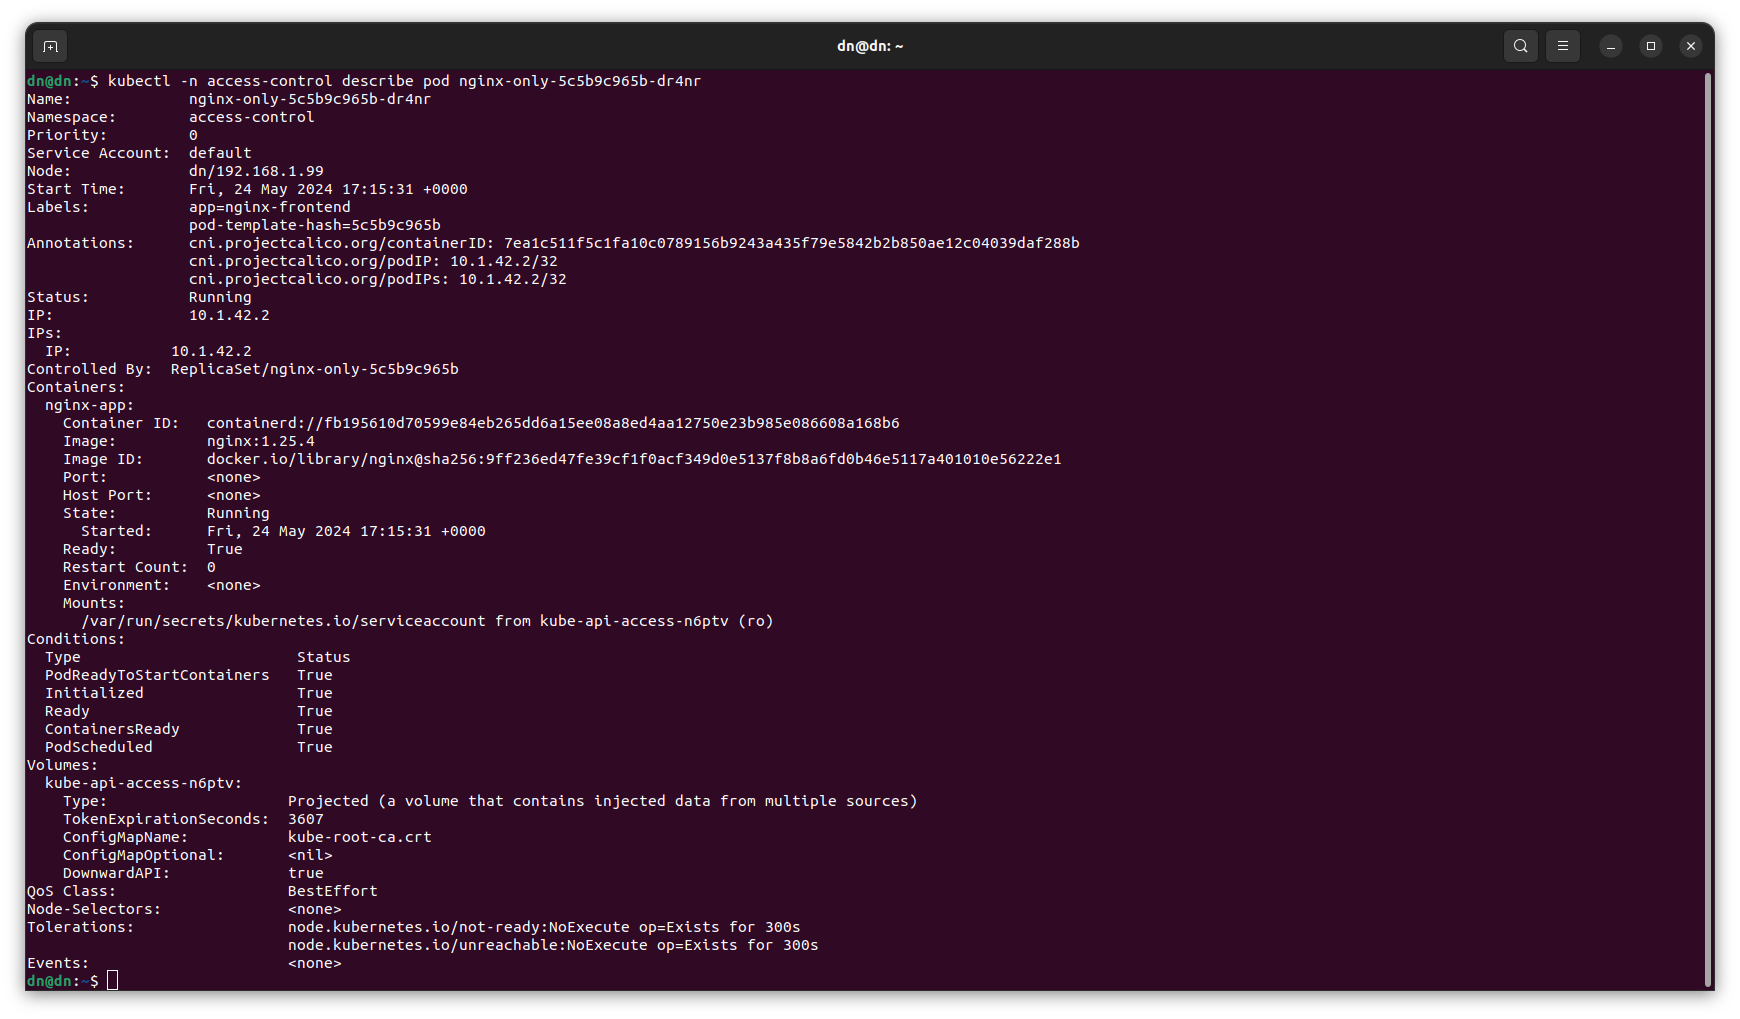 dn@dn: ~
dn@dn:~$ kubectl -n access-control describe pod nginx-only-5c5b9c965b-dr4nr
Name:             nginx-only-5c5b9c965b-dr4nr
Namespace:        access-control
Priority:         0
Service Account:  default
Node:             dn/192.168.1.99
Start Time:       Fri, 24 May 2024 17:15:31 +0000
Labels:           app=nginx-frontend
                  pod-template-hash=5c5b9c965b
Annotations:      cni.projectcalico.org/containerID: 7ea1c511f5c1fa10c0789156b9243a435f79e5842b2b850ae12c04039daf288b
                  cni.projectcalico.org/podIP: 10.1.42.2/32
                  cni.projectcalico.org/podIPs: 10.1.42.2/32
Status:           Running
IP:               10.1.42.2
IPs:
  IP:           10.1.42.2
Controlled By:  ReplicaSet/nginx-only-5c5b9c965b
Containers:
  nginx-app:
    Container ID:   containerd://fb195610d70599e84eb265dd6a15ee08a8ed4aa12750e23b985e086608a168b6
    Image:          nginx:1.25.4
    Image ID:       docker.io/library/nginx@sha256:9ff236ed47fe39cf1f0acf349d0e5137f8b8a6fd0b46e5117a401010e56222e1
    Port:           <none>
    Host Port:      <none>
    State:          Running
      Started:      Fri, 24 May 2024 17:15:31 +0000
    Ready:          True
    Restart Count:  0
    Environment:    <none>
    Mounts:
      /var/run/secrets/kubernetes.io/serviceaccount from kube-api-access-n6ptv (ro)
Conditions:
  Type                        Status
  PodReadyToStartContainers   True
  Initialized                 True
  Ready                       True
  ContainersReady             True
  PodScheduled                True
Volumes:
  kube-api-access-n6ptv:
    Type:                    Projected (a volume that contains injected data from multiple sources)
    TokenExpirationSeconds:  3607
    ConfigMapName:           kube-root-ca.crt
    ConfigMapOptional:       <nil>
    DownwardAPI:             true
QoS Class:                   BestEffort
Node-Selectors:              <none>
Tolerations:                 node.kubernetes.io/not-ready:NoExecute op=Exists for 300s
                             node.kubernetes.io/unreachable:NoExecute op=Exists for 300s
Events:                      <none>
dn@dn:~$